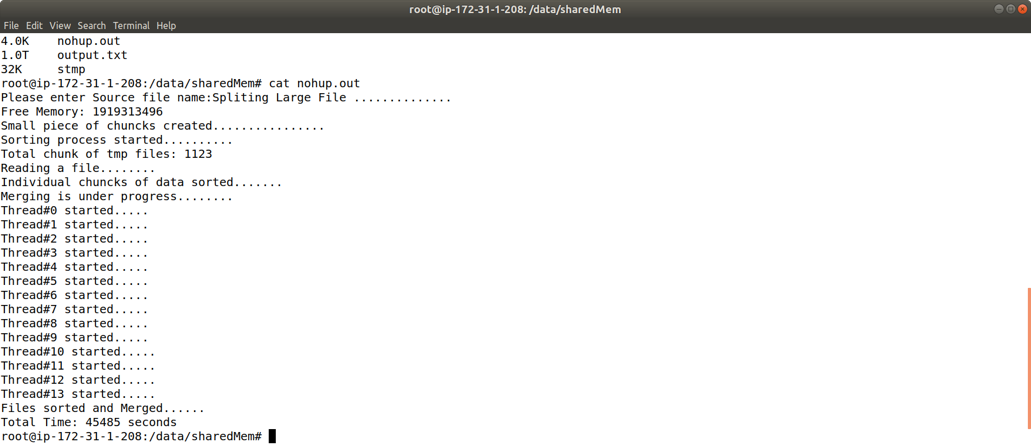 root@ip-172-31-1-208: /data/sharedMem
File Edit View Search Terminal Help
4.0K    nohup.out
1.0T    output.txt
32K     stmp
root@ip-172-31-1-208:/data/sharedMem# cat nohup.out
Please enter Source file name:Spliting Large File ..............
Free Memory: 1919313496
Small piece of chuncks created................
Sorting process started..........
Total chunk of tmp files: 1123
Reading a file........
Individual chuncks of data sorted.......
Merging is under progress........
Thread#0 started.....
Thread#1 started.....
Thread#2 started.....
Thread#3 started.....
Thread#4 started.....
Thread#5 started.....
Thread#6 started.....
Thread#7 started.....
Thread#8 started.....
Thread#9 started.....
Thread#10 started.....
Thread#11 started.....
Thread#12 started.....
Thread#13 started.....
Files sorted and Merged......
Total Time: 45485 seconds
root@ip-172-31-1-208:/data/sharedMem#